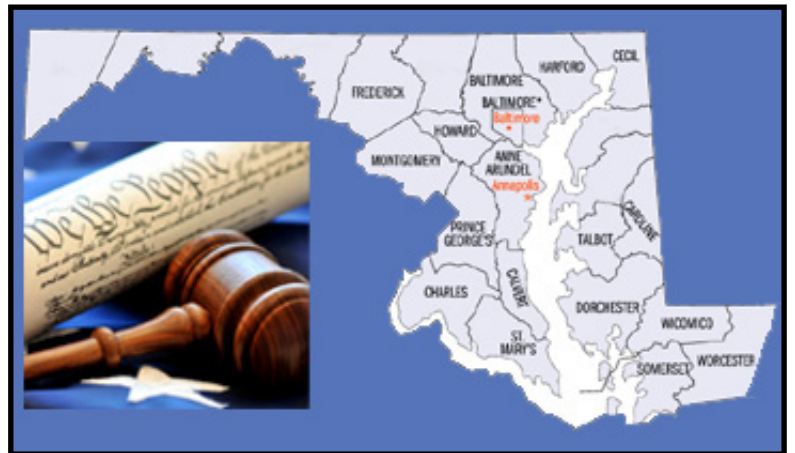 CECIL
HARFORD
BALTIMORE
FREDERICK
BALTIMORE*
Baltimore
HOWARD
MONTGOMERY
ANNE
ARUNDEL
Annapolis
We the People
PRINCE
GEORGE'S
TALBOT
CAROLINE
CALVERT
CHARLES
DORCHESTER
WICOMICO
ST.
MARY'S
SOMERSET
WORCESTER